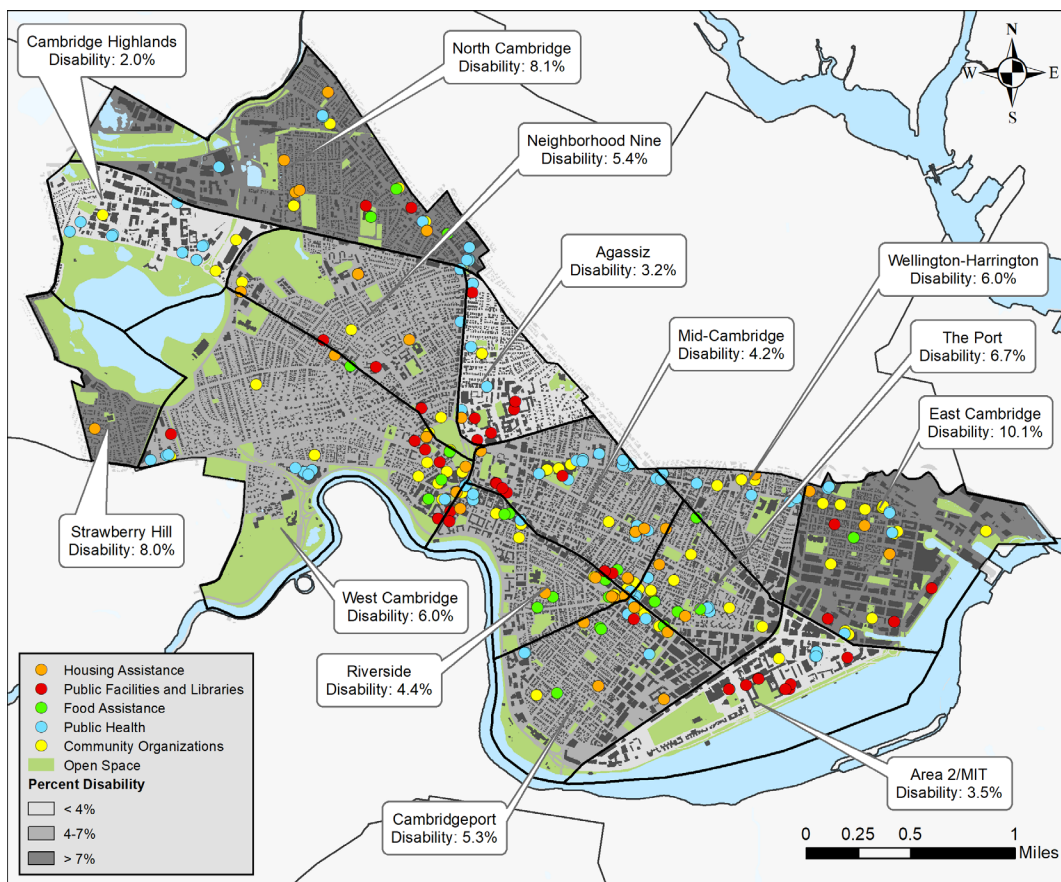 Cambridge Highlands
Disability: 2.0%
North Cambridge
Disability: 8.1%
N
W
E
S
Neighborhood Nine
Disability: 5.4%
Agassiz
Disability: 3.2%
Wellington-Harrington
Disability: 6.0%
Mid-Cambridge
Disability: 4.2%
The Port
Disability: 6.7%
East Cambridge
Disability: 10.1%
Strawberry Hill
Disability: 8.0%
West Cambridge
Disability: 6.0%
Riverside
Disability: 4.4%
Area 2/MIT
Disability: 3.5%
Cambridgeport
Disability: 5.3%
Housing Assistance
Public Facilities and Libraries
Food Assistance
Public Health
Community Organizations
Open Space
Percent Disability
< 4%
4-7%
> 7%
0 0.25 0.5 1
Miles